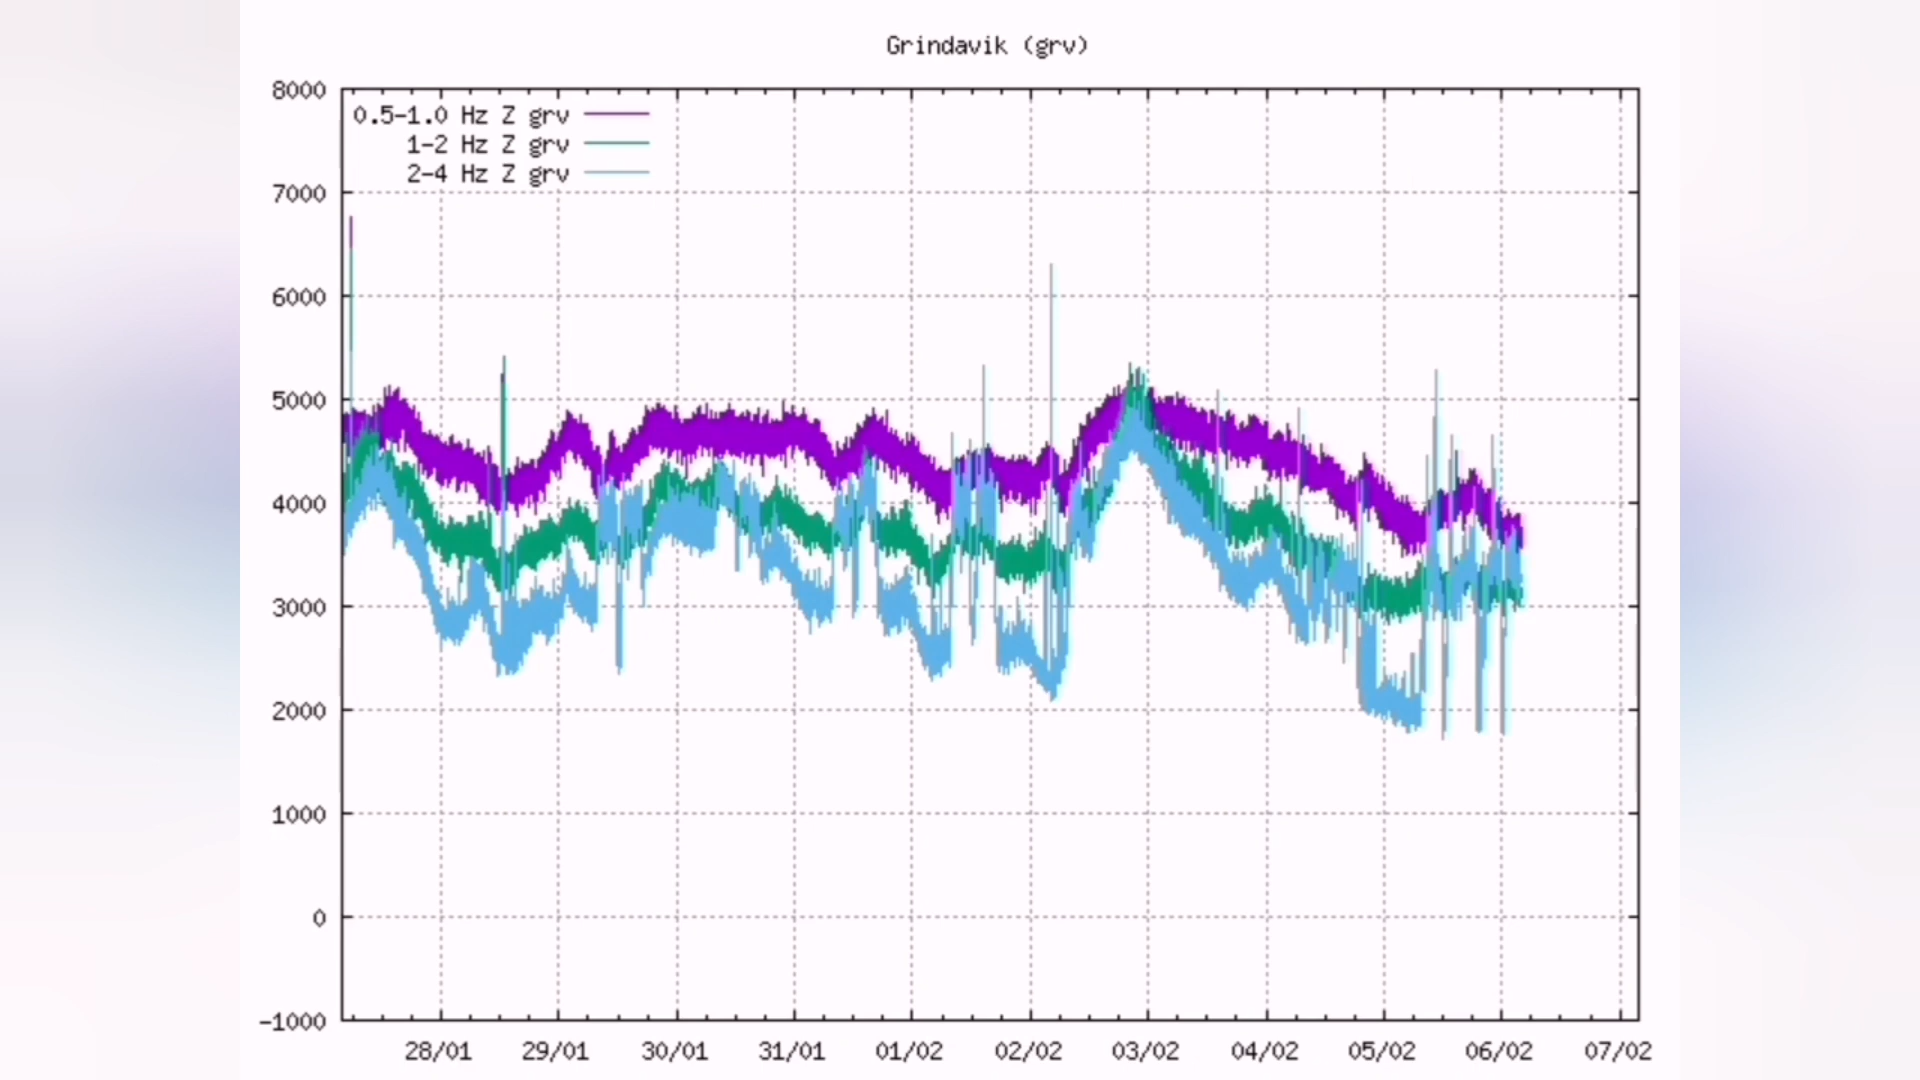 Grindavik (grv)
8000
0.5-1.0 Hz Z grv
1-2 Hz Z grv
2-4 Hz Z grv
7000
6000
5000
4000
3000
2000
1000
0
-1000
28/01 29/01 30/01 31/01 01/02 02/02 03/02 04/02 05/02 06/02 07/02